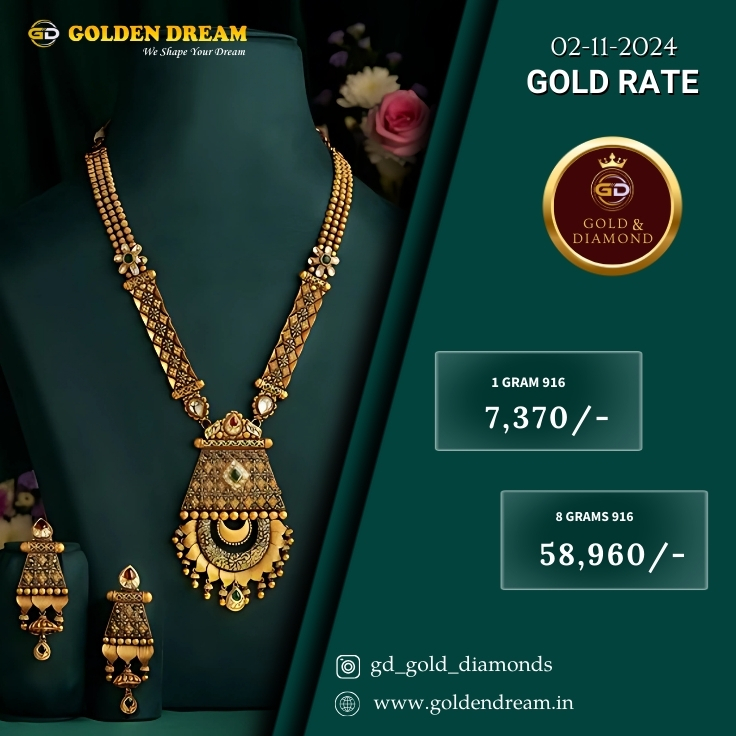 GD GOLDEN DREAM
We Shape Your Dream
02-11-2024
GOLD RATE
GD
GOLD &
DIAMOND
1 GRAM 916
7,370/-
8 GRAMS 916
58,960/-
gd_gold_diamonds
www.goldendream.in